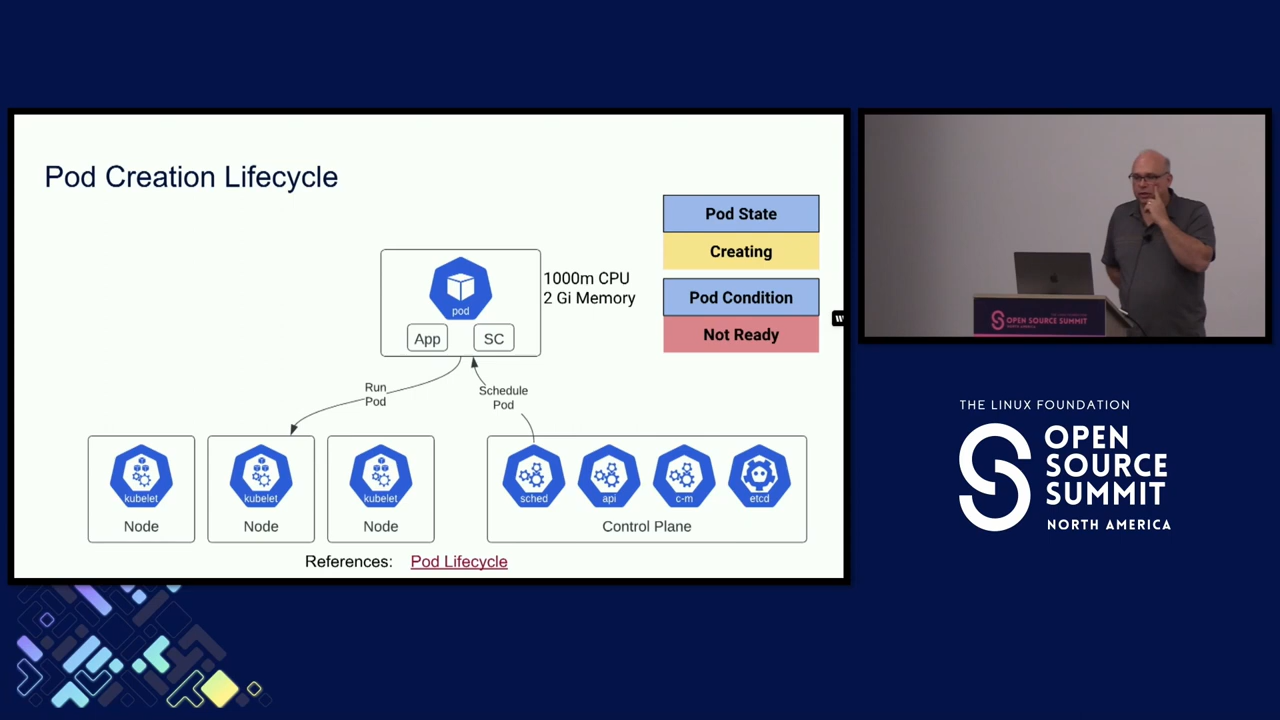 Pod Creation Lifecycle
Pod State
Creating
Pod Condition
Not Ready
pod
App
SC
1000m CPU
2 Gi Memory
Run
Pod
Schedule
Pod
kubelet
Node
kubelet
Node
kubelet
Node
sched
api
c-m
etcd
Control Plane
References: Pod Lifecycle
W
OPEN SOURCE SUMMIT
NORTH AMERICA
THE LINUX FOUNDATION
OPEN
SOURCE
SUMMIT
NORTH AMERICA